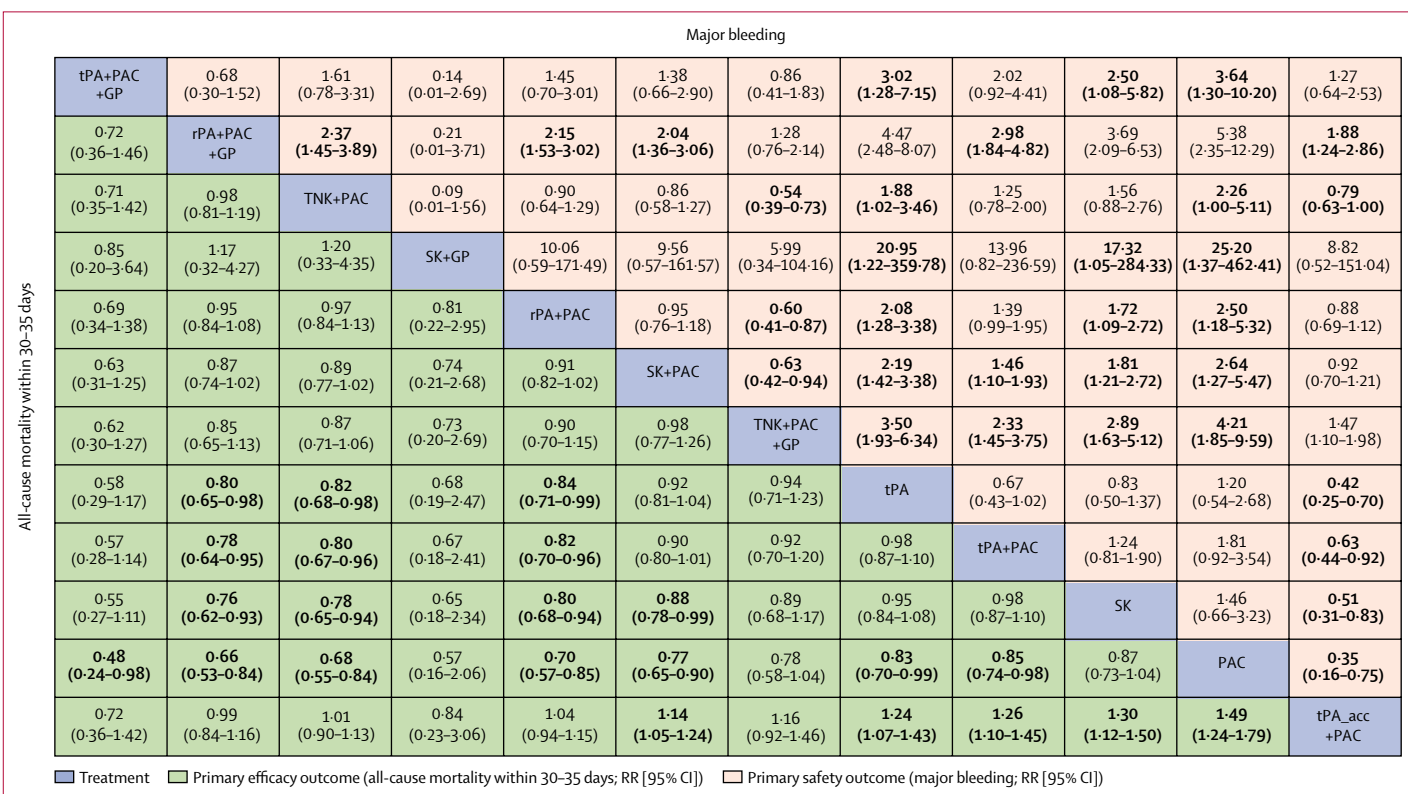 Major bleeding
All-cause mortality within 30–35 days
tPA+PAC 0·68 1·61 0·14 1·45 1·38 0·86 3·02 2·02 2·50 3·64 1·27
+GP (0·30–1·52) (0·78–3·31) (0·01–2·69) (0·70–3·01) (0·66–2·90) (0·41–1·83) (1·28–7·15) (0·92–4·41) (1·08–5·82) (1·30–10·20) (0·64–2·53)
0·72 rPA+PAC 2·37 0·21 2·15 2·04 1·28 4·47 2·98 3·69 5·38 1·88
(0·36–1·46) +GP (1·45–3·89) (0·01–3·71) (1·53–3·02) (1·36–3·06) (0·76–2·14) (2·48–8·07) (1·84–4·82) (2·09–6·53) (2·35–12·29) (1·24–2·86)
0·71 0·98 TNK+PAC 0·09 0·90 0·86 0·54 1·88 1·25 1·56 2·26 0·79
(0·35–1·42) (0·81–1·19) (0·01–1·56) (0·64–1·29) (0·58–1·27) (0·39–0·73) (1·02–3·46) (0·78–2·00) (0·88–2·76) (1·00–5·11) (0·63–1·00)
0·85 1·17 1·20 SK+GP 10·06 9·56 5·99 20·95 13·96 17·32 25·20 8·82
(0·20–3·64) (0·32–4·27) (0·33–4·35) (0·59–171·49) (0·57–161·57) (0·34–104·16) (1·22–359·78) (0·82–236·59) (1·05–284·33) (1·37–462·41) (0·52–151·04)
0·69 0·95 0·97 0·81 rPA+PAC 0·95 0·60 2·08 1·39 1·72 2·50 0·88
(0·34–1·38) (0·84–1·08) (0·84–1·13) (0·22–2·95) (0·76–1·18) (0·41–0·87) (1·28–3·38) (0·99–1·95) (1·09–2·72) (1·18–5·32) (0·69–1·12)
0·63 0·87 0·89 0·74 0·91 SK+PAC 0·63 2·19 1·46 1·81 2·64 0·92
(0·31–1·25) (0·74–1·02) (0·77–1·02) (0·21–2·68) (0·82–1·02) (0·42–0·94) (1·42–3·38) (1·10–1·93) (1·21–2·72) (1·27–5·47) (0·70–1·21)
0·62 0·85 0·87 0·73 0·90 0·98 TNK+PAC 3·50 2·33 2·89 4·21 1·47
(0·30–1·27) (0·65–1·13) (0·71–1·06) (0·20–2·69) (0·70–1·15) (0·77–1·26) +GP (1·93–6·34) (1·45–3·75) (1·63–5·12) (1·85–9·59) (1·10–1·98)
0·58 0·80 0·82 0·68 0·84 0·92 0·94 tPA 0·67 0·83 1·20 0·42
(0·29–1·17) (0·65–0·98) (0·68–0·98) (0·19–2·47) (0·71–0·99) (0·81–1·04) (0·71–1·23) (0·43–1·02) (0·50–1·37) (0·54–2·68) (0·25–0·70)
0·57 0·78 0·80 0·67 0·82 0·90 0·92 0·98 tPA+PAC 1·24 1·81 0·63
(0·28–1·14) (0·64–0·95) (0·67–0·96) (0·18–2·41) (0·70–0·96) (0·80–1·01) (0·70–1·20) (0·87–1·10) (0·81–1·90) (0·92–3·54) (0·44–0·92)
0·55 0·76 0·78 0·65 0·80 0·88 0·89 0·95 0·98 SK 1·46 0·51
(0·27–1·11) (0·62–0·93) (0·65–0·94) (0·18–2·34) (0·68–0·94) (0·78–0·99) (0·68–1·17) (0·84–1·08) (0·87–1·10) (0·66–3·23) (0·31–0·83)
0·48 0·66 0·68 0·57 0·70 0·77 0·78 0·83 0·85 0·87 PAC 0·35
(0·24–0·98) (0·53–0·84) (0·55–0·84) (0·16–2·06) (0·57–0·85) (0·65–0·90) (0·58–1·04) (0·70–0·99) (0·74–0·98) (0·73–1·04) (0·16–0·75)
0·72 0·99 1·01 0·84 1·04 1·14 1·16 1·24 1·26 1·30 1·49 tPA_acc
(0·36–1·42) (0·84–1·16) (0·90–1·13) (0·23–3·06) (0·94–1·15) (1·05–1·24) (0·92–1·46) (1·07–1·43) (1·10–1·45) (1·12–1·50) (1·24–1·79) +PAC
Treatment Primary efficacy outcome (all-cause mortality within 30–35 days; RR [95% CI]) Primary safety outcome (major bleeding; RR [95% CI])